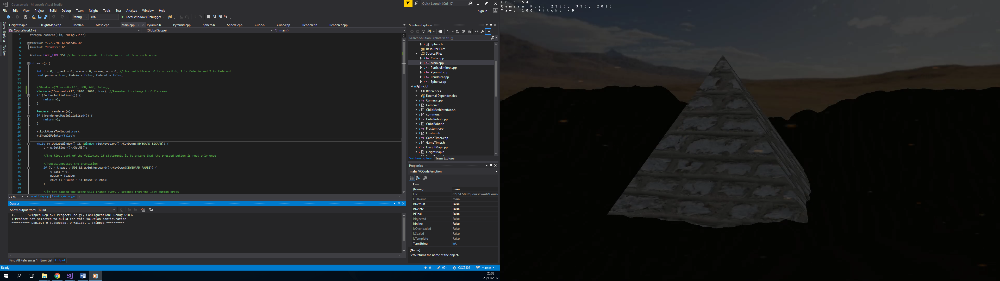 Coursework - Microsoft Visual Studio
Quick Launch (Ctrl+Q)
File Edit View Project Build Debug Team Nsight Tools Test Analyze Window Help
Sign in
Debug x86 Local Windows Debugger
Server Explorer
Toolbox
HeightMap.h HeightMap.cpp Mesh.h Mesh.cpp Main.cpp Pyramid.h Pyramid.cpp Sphere.h Sphere.cpp Cube.h Cube.cpp Renderer.h Renderer.cpp
CourseWork1 v2 (Global Scope) main()
1 #pragma comment(lib, "nclgl.lib")
2
3 #include "../../NCLGL/window.h"
4 #include "Renderer.h"
5
6 #define FADE_TIME 151 //the frames needed to fade in or out from each scene
7
8 int main() {
9
10 int t = 0, t_past = 0, scene = 0, scene_tmp = 0; // for switchScene: 0 is no switch, 1 is fade in and 2 is fade out
11 bool pause = true, fadein = false, fadeout = false;
12
13
14 //Window w("CourseWork1", 800, 600, false);
15 Window w("CourseWork1", 1920, 1080, true); //Remember to change to fullscreen
16 if (!w.HasInitialised()) {
17 return -1;
18 }
19
20 Renderer renderer(w);
21 if (!renderer.HasInitialised()) {
22 return -1;
23 }
24
25 w.LockMouseToWindow(true);
26 w.ShowOSPointer(false);
27
28 while (w.UpdateWindow() && !Window::GetKeyboard()->KeyDown(KEYBOARD_ESCAPE)) {
29 t = w.GetTimer()->GetMS();
30
31 //the first part of the following if statements is to ensure that the pressed button is read only once
32
33 //Pauses/Unpauses the transition
34 if (t - t_past > 500 && w.GetKeyboard()->KeyDown(KEYBOARD_PAUSE)) {
35 t_past = t;
36 pause = !pause;
37 cout << "Pause " << pause << endl;
38 }
39
40 //if not paused the scene will change every 7 seconds from the last button press
91 % nutiel, 1 day ago | 1 author, 4 changes
Output
Show output from: Build
1>------ Skipped Deploy: Project: nclgl, Configuration: Debug Win32 ------
1>Project not selected to build for this solution configuration
========== Deploy: 0 succeeded, 0 failed, 1 skipped ==========
Find All References 1 Error List Output
Solution Explorer
Search Solution Explorer (Ctrl+;)
Sphere.h
Resource Files
Source Files
Cube.cpp
Main.cpp
ParticleEmitter.cpp
Pyramid.cpp
Renderer.cpp
Sphere.cpp
nclgl
References
External Dependencies
Camera.cpp
Camera.h
ChildMeshInterface.h
common.h
CubeRobot.cpp
CubeRobot.h
Frustum.cpp
Frustum.h
GameTimer.cpp
GameTimer.h
HeightMap.cpp
HeightMap.h
Solution Explorer Team Explorer
Properties
main VCCodeFunction
C++
(Name) main
File d:\CSC5802\Coursework\Course
FullName main
IsDefault False
IsDelete False
IsFinal False
IsInjected False
IsInline False
IsOverloaded False
IsSealed False
IsTemplate False
TypeString int
(Name)
Sets/returns the name of the object.
Ready 0 99* CSC5802 master
20:38
23/11/2017
FPS: 54
Camera Pos: 2385, 330, 2015
Yaw: 100 Pitch: -9